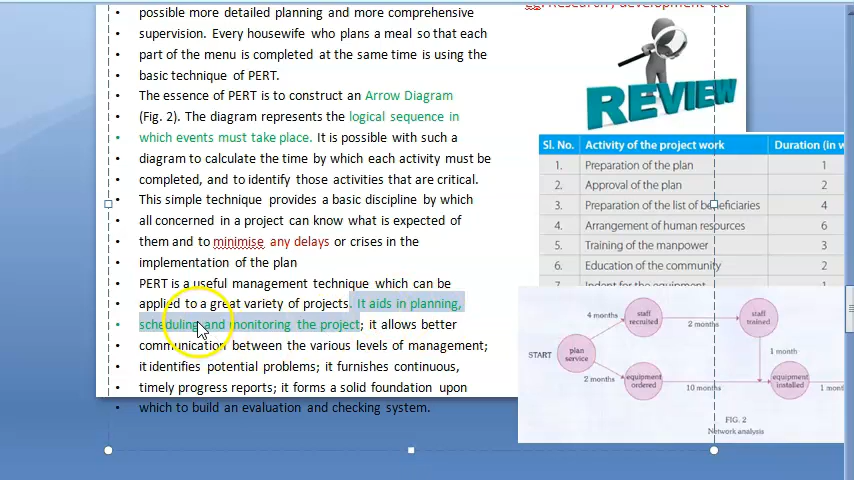 eg. Research / development etc
possible more detailed planning and more comprehensive
supervision. Every housewife who plans a meal so that each
part of the menu is completed at the same time is using the
basic technique of PERT.
The essence of PERT is to construct an Arrow Diagram
(Fig. 2). The diagram represents the logical sequence in
which events must take place. It is possible with such a
diagram to calculate the time by which each activity must be
completed, and to identify those activities that are critical.
This simple technique provides a basic discipline by which
all concerned in a project can know what is expected of
them and to minimise any delays or crises in the
implementation of the plan
PERT is a useful management technique which can be
applied to a great variety of projects. It aids in planning,
scheduling and monitoring the project; it allows better
communication between the various levels of management;
it identifies potential problems; it furnishes continuous,
timely progress reports; it forms a solid foundation upon
which to build an evaluation and checking system.
REVIEW
Sl. No. Activity of the project work Duration (in w
1. Preparation of the plan 1
2. Approval of the plan 2
3. Preparation of the list of beneficiaries 4
4. Arrangement of human resources 6
5. Training of the manpower 3
6. Education of the community 2
7. Indent for the equipment
4 months
staff
recruited
2 months
staff
trained
START
plan
service
1 month
2 months
equipment
ordered
10 months
equipment
installed
1 mont
FIG. 2
Network analysis